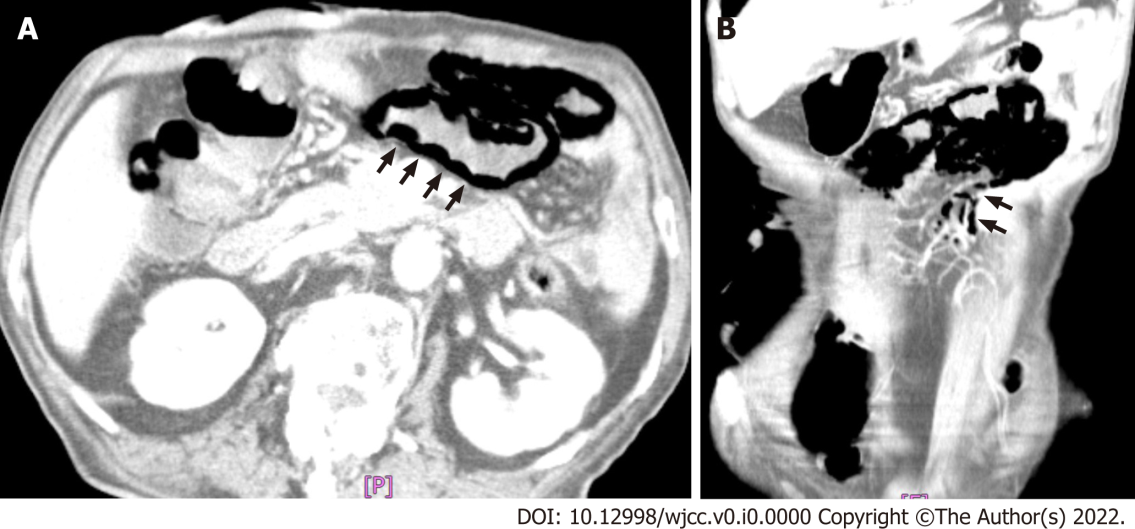 A
B
[P]
DOI: 10.12998/wjcc.v0.i0.0000 Copyright ©The Author(s) 2022.